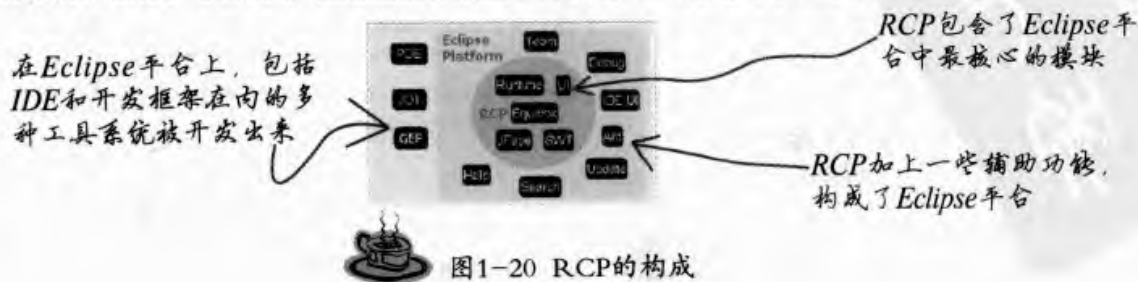 在Eclipse平台上，包括
IDE和开发框架在内的多
种工具系统被开发出来
PDE
JDT
GEF
Eclipse
Platform
Team
Debug
Runtime UI
IDE UI
RCP Equinox
JFace SWT
Ant
Help
Update
Search
RCP包含了Eclipse平
台中最核心的模块
RCP加上一些辅助功能，
构成了Eclipse平台
图1-20 RCP的构成